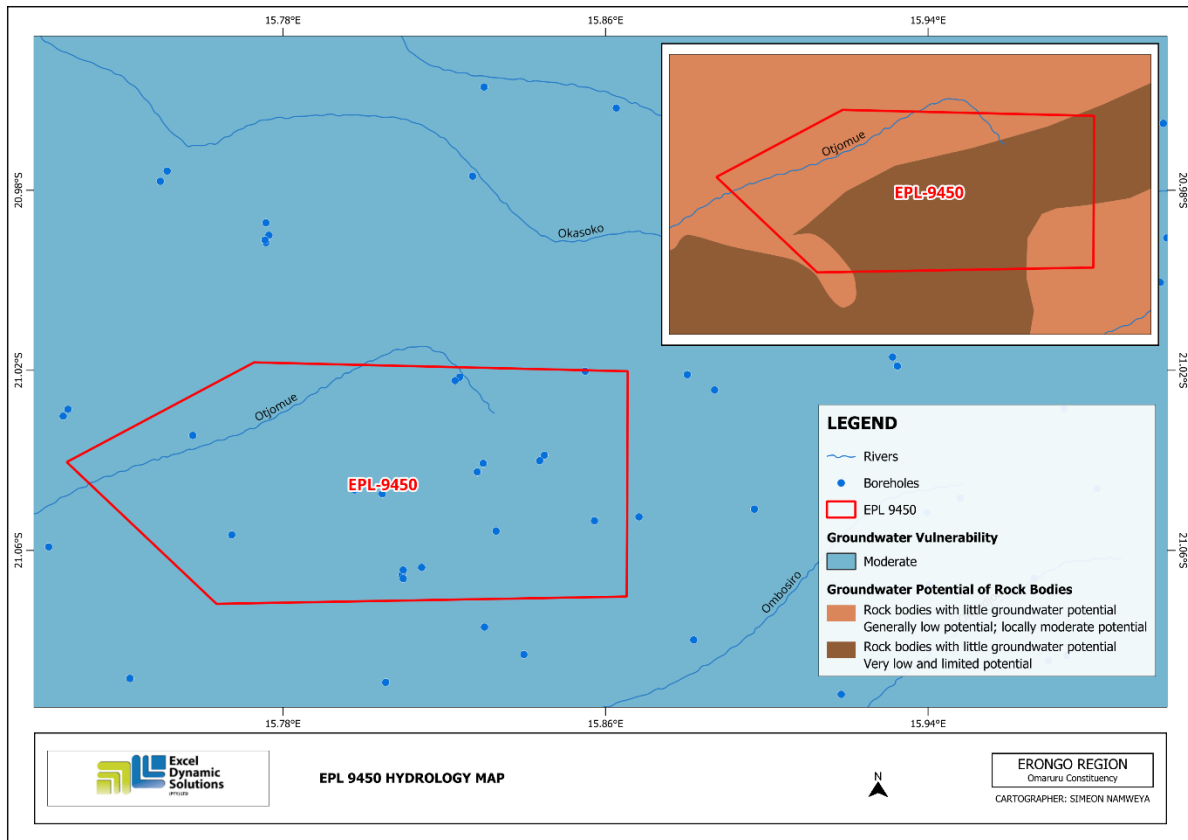 15.78°E
15.86°E
15.94°E
20.98°S
20.98°S
Otjomue
EPL-9450
Okasoko
21.02°S
21.02°S
Otjomue
EPL-9450
21.06°S
21.06°S
Ombosiro
LEGEND
Rivers
Boreholes
EPL 9450
Groundwater Vulnerability
Moderate
Groundwater Potential of Rock Bodies
Rock bodies with little groundwater potential
Generally low potential; locally moderate potential
Rock bodies with little groundwater potential
Very low and limited potential
15.78°E
15.86°E
15.94°E
Excel
Dynamic
Solutions
(PTY) LTD
EPL 9450 HYDROLOGY MAP
N
ERONGO REGION
Omaruru Constituency
CARTOGRAPHER: SIMEON NAMWEYA